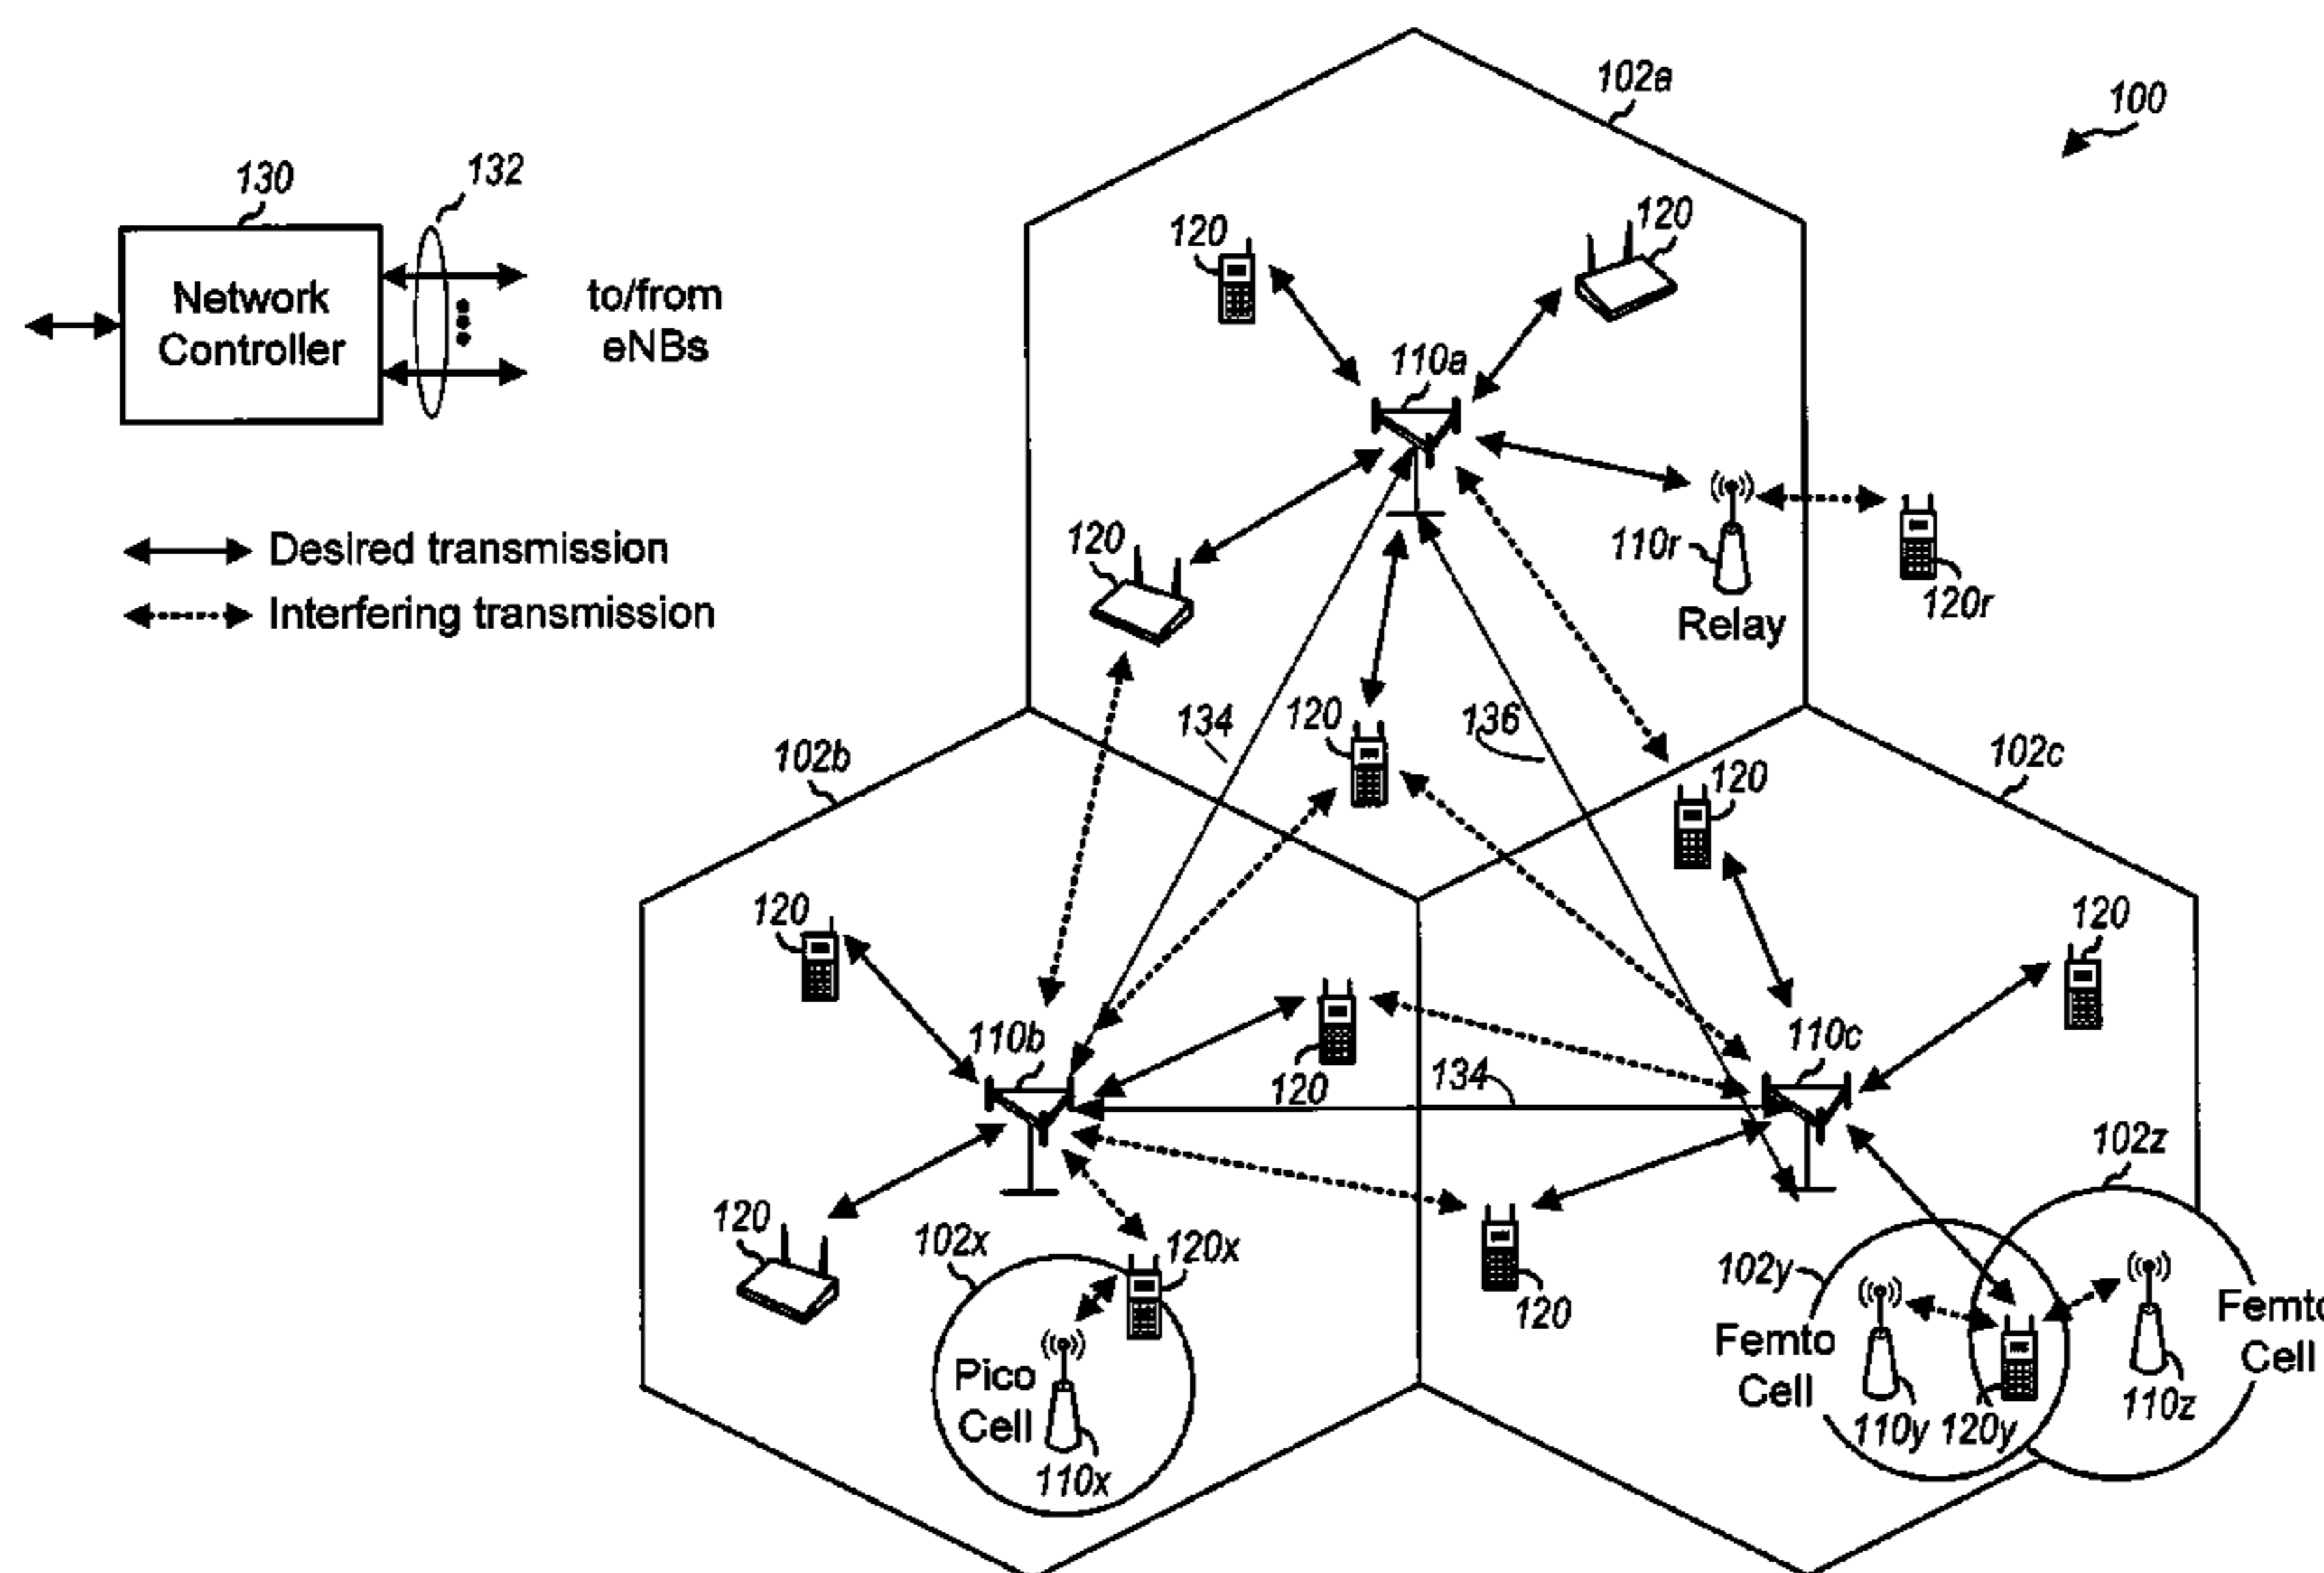 102a
100
130
132
Network
Controller
to/from
eNBs
120
120
110a
Desired transmission
Interfering transmission
120
110r
Relay
120r
134
120
136
102b
102c
120
120
120
110b
120
134
110c
102z
120
102x
120x
102y
120
Pico
Cell
110x
Femto
Cell
110y
120y
110z
Femto
Cell